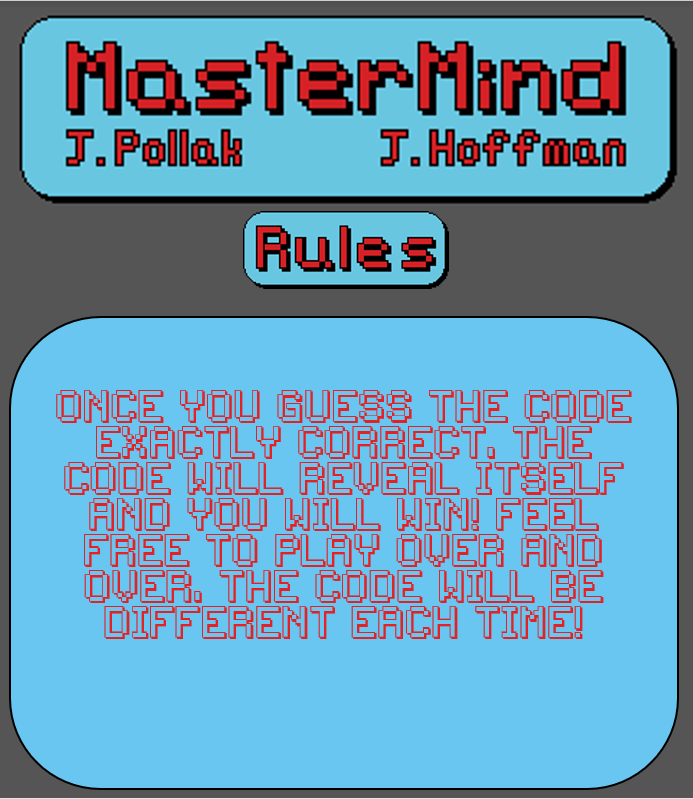 MasterMind
J.Pollak J.Hoffman
Rules
ONCE YOU GUESS THE CODE
EXACTLY CORRECT, THE
CODE WILL REVEAL ITSELF
AND YOU WILL WIN! FEEL
FREE TO PLAY OVER AND
OVER, THE CODE WILL BE
DIFFERENT EACH TIME!